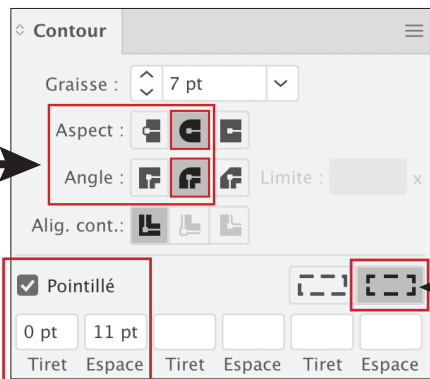 Contour
Graisse : 7 pt
Aspect :
Angle : Limite : x
Alig. cont.:
Pointillé
0 pt 11 pt
Tiret Espace Tiret Espace Tiret Espace